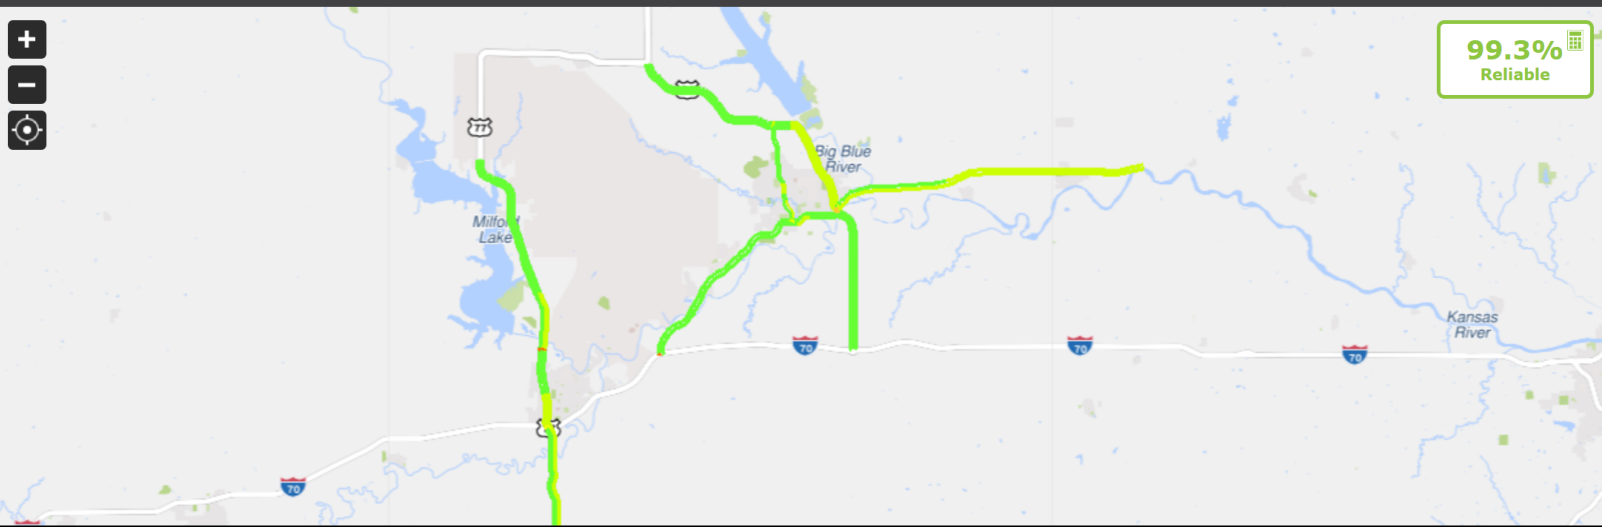 +
99.3%
Reliable
−
77
Big Blue
River
Milford
Lake
Kansas
River
70
70
70
70